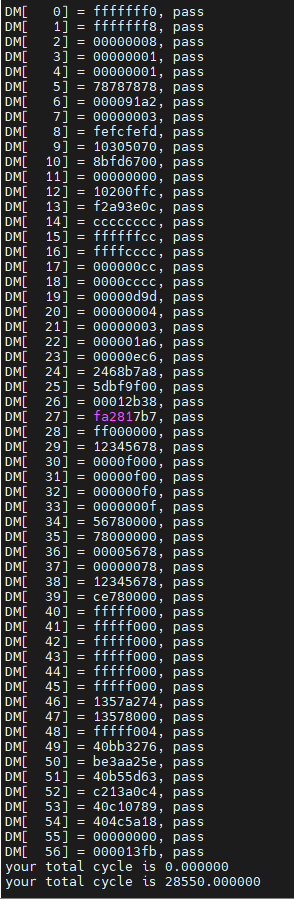 DM[   0] = fffffff0, pass
DM[   1] = fffffff8, pass
DM[   2] = 00000008, pass
DM[   3] = 00000001, pass
DM[   4] = 00000001, pass
DM[   5] = 78787878, pass
DM[   6] = 000091a2, pass
DM[   7] = 00000003, pass
DM[   8] = fefcfefd, pass
DM[   9] = 10305070, pass
DM[  10] = 8bfd6700, pass
DM[  11] = 00000000, pass
DM[  12] = 10200ffc, pass
DM[  13] = f2a93e0c, pass
DM[  14] = cccccccc, pass
DM[  15] = ffffffcc, pass
DM[  16] = ffffcccc, pass
DM[  17] = 000000cc, pass
DM[  18] = 0000cccc, pass
DM[  19] = 00000d9d, pass
DM[  20] = 00000004, pass
DM[  21] = 00000003, pass
DM[  22] = 000001a6, pass
DM[  23] = 00000ec6, pass
DM[  24] = 2468b7a8, pass
DM[  25] = 5dbf9f00, pass
DM[  26] = 00012b38, pass
DM[  27] = fa2817b7, pass
DM[  28] = ff000000, pass
DM[  29] = 12345678, pass
DM[  30] = 0000f000, pass
DM[  31] = 00000f00, pass
DM[  32] = 000000f0, pass
DM[  33] = 0000000f, pass
DM[  34] = 56780000, pass
DM[  35] = 78000000, pass
DM[  36] = 00005678, pass
DM[  37] = 00000078, pass
DM[  38] = 12345678, pass
DM[  39] = ce780000, pass
DM[  40] = fffff000, pass
DM[  41] = fffff000, pass
DM[  42] = fffff000, pass
DM[  43] = fffff000, pass
DM[  44] = fffff000, pass
DM[  45] = fffff000, pass
DM[  46] = 1357a274, pass
DM[  47] = 13578000, pass
DM[  48] = fffff004, pass
DM[  49] = 40bb3276, pass
DM[  50] = be3aa25e, pass
DM[  51] = 40b55d63, pass
DM[  52] = c213a0c4, pass
DM[  53] = 40c10789, pass
DM[  54] = 404c5a18, pass
DM[  55] = 00000000, pass
DM[  56] = 000013fb, pass
your total cycle is 0.000000
your total cycle is 28550.000000